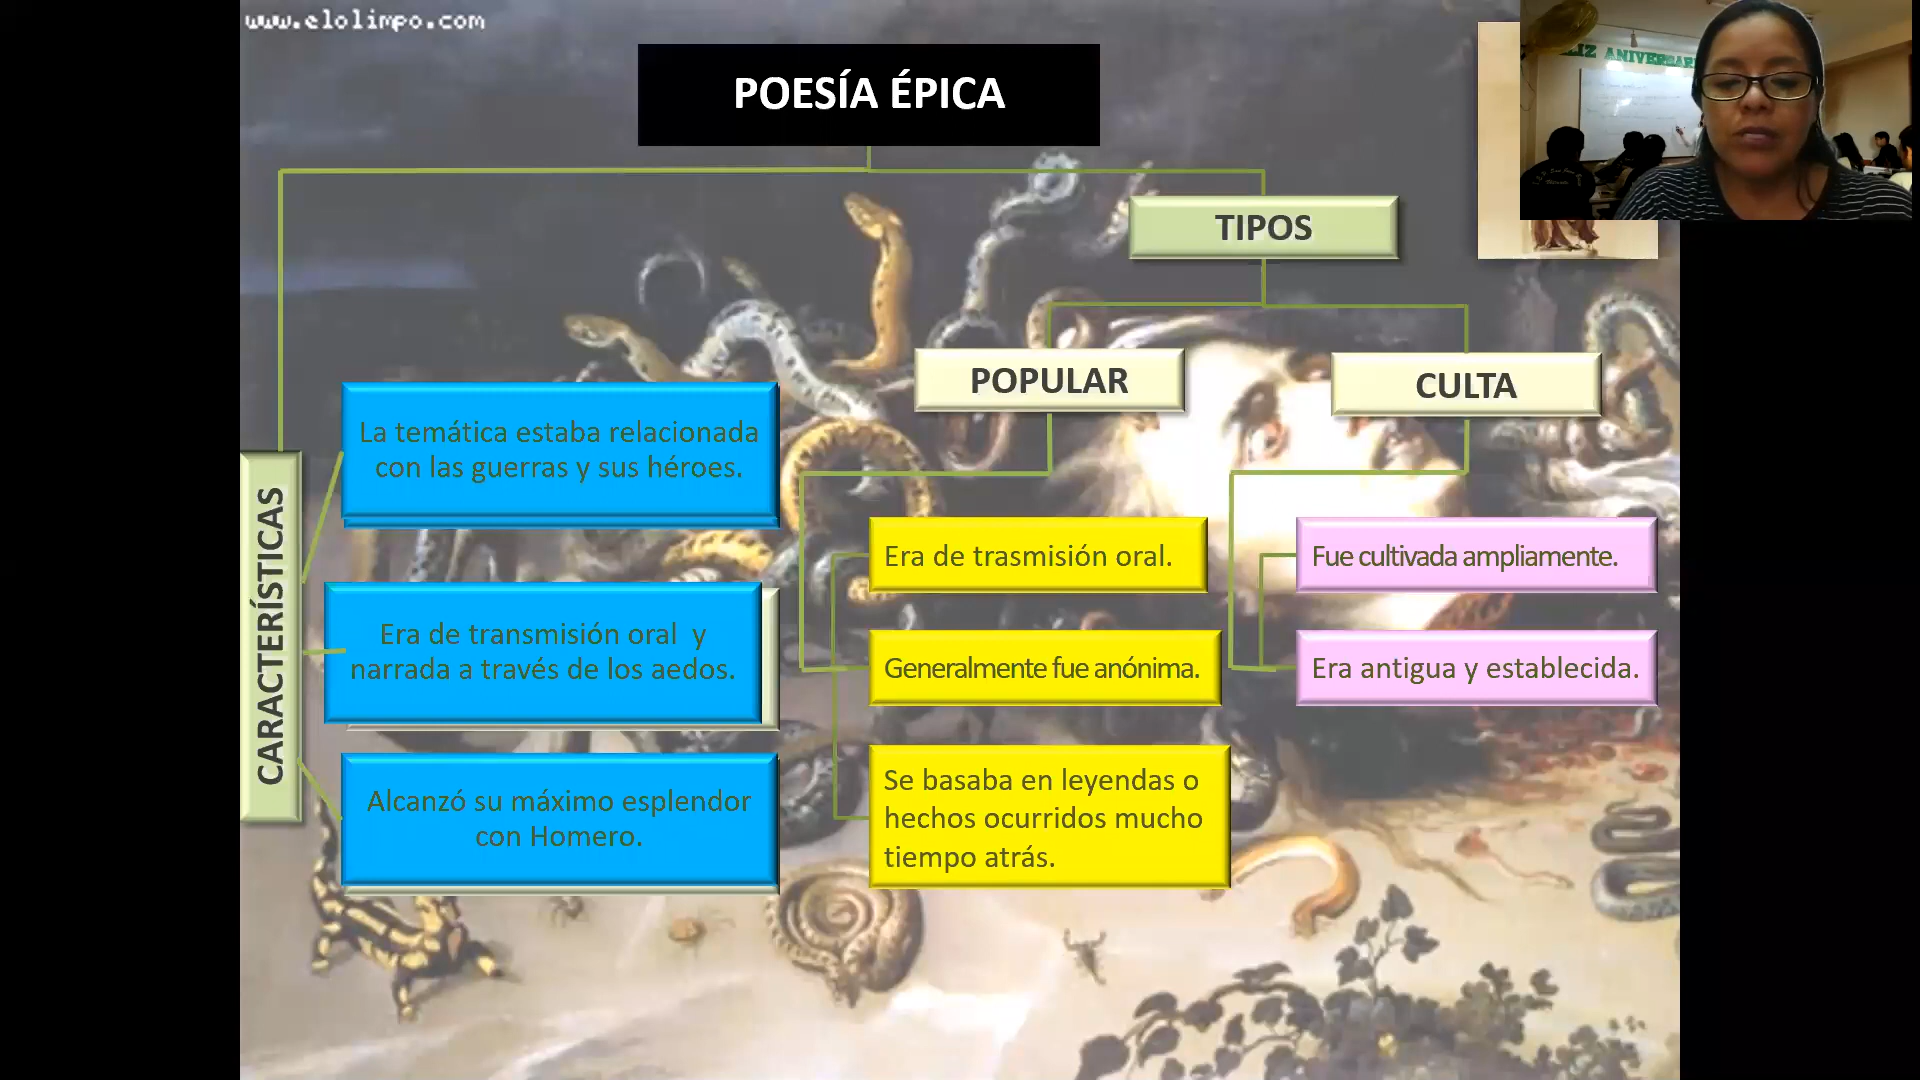 www.elolimpo.com
POESÍA ÉPICA
LIZ ANIVERSAR
TIPOS
POPULAR
CULTA
CARACTERÍSTICAS
La temática estaba relacionada
con las guerras y sus héroes.
Era de transmisión oral y
narrada a través de los aedos.
Alcanzó su máximo esplendor
con Homero.
Era de trasmisión oral.
Generalmente fue anónima.
Se basaba en leyendas o
hechos ocurridos mucho
tiempo atrás.
Fue cultivada ampliamente.
Era antigua y establecida.